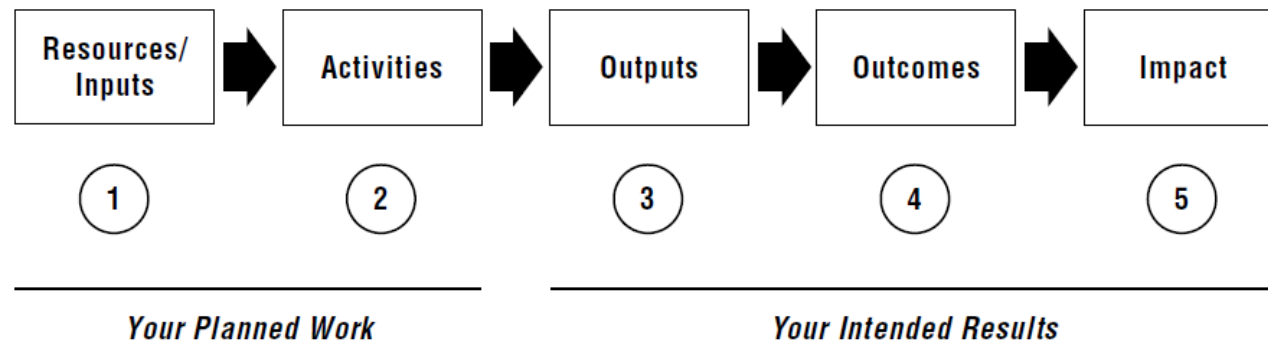 Resources/
Inputs
Activities
Outputs
Outcomes
Impact
1
2
3
4
5
Your Planned Work
Your Intended Results